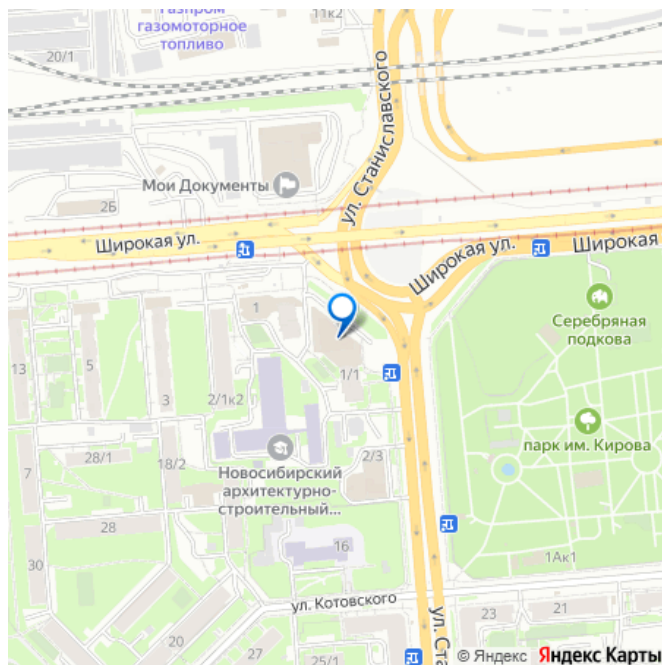 Газпром
газомоторное
топливо
11к2
20/1
ул. Станиславского
Мои Документы
2Б
Широкая ул.
Широкая ул.
Широкая
Серебряная
подкова
1
13
5
3
2/1к2
1/1
парк им. Кирова
2/3
Новосибирский
архитектурно-
строительный...
7
28/1
18/2
28
30
16
1Ак1
ул. Котовского
20
27
25/1
23
21
ул. Ста
© Яндекс Яндекс Карты